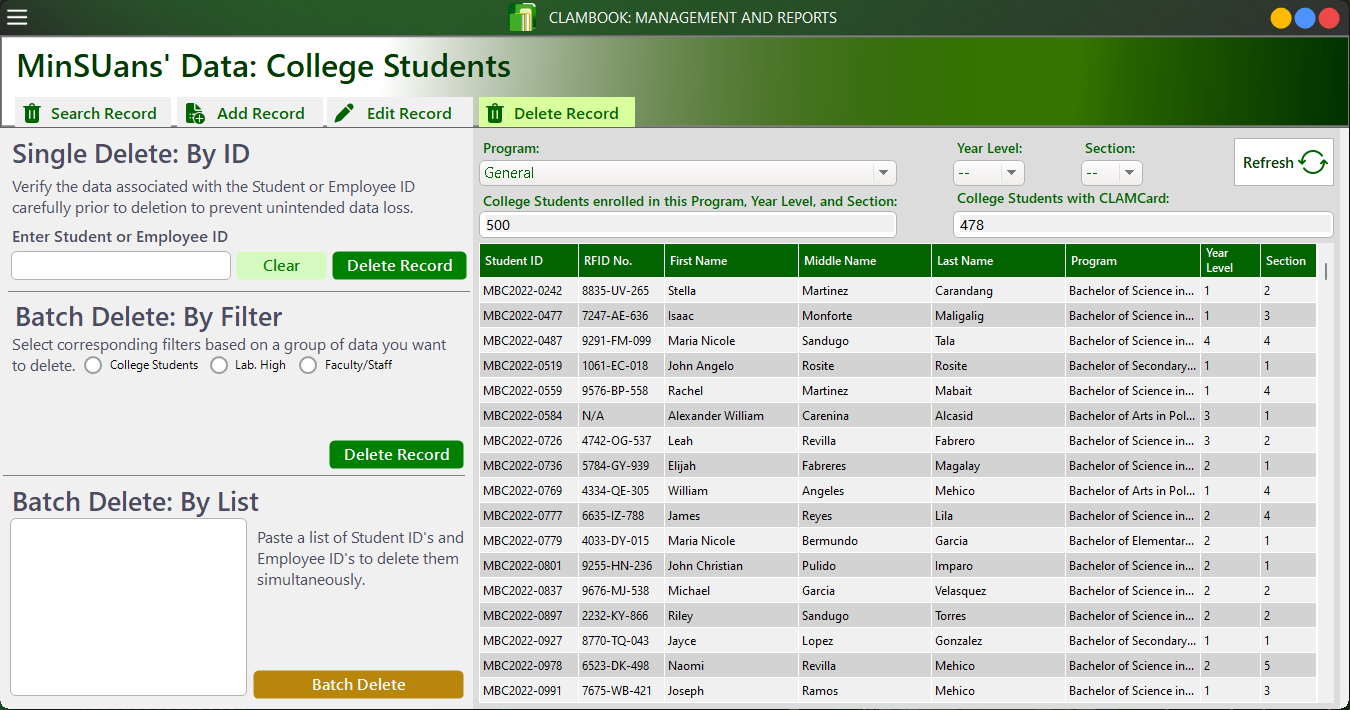 CLAMBOOK: MANAGEMENT AND REPORTS
MinSUans' Data: College Students
Search Record Add Record Edit Record Delete Record
Single Delete: By ID
Verify the data associated with the Student or Employee ID
carefully prior to deletion to prevent unintended data loss.
Enter Student or Employee ID
Clear Delete Record
Batch Delete: By Filter
Select corresponding filters based on a group of data you want
to delete. College Students Lab. High Faculty/Staff
Delete Record
Batch Delete: By List
Paste a list of Student ID's and
Employee ID's to delete them
simultaneously.
Batch Delete
Program: Year Level: Section:
General -- -- Refresh
College Students enrolled in this Program, Year Level, and Section: College Students with CLAMCard:
500 478
Student ID RFID No. First Name Middle Name Last Name Program Year Level Section
MBC2022-0242 8835-UV-265 Stella Martinez Carandang Bachelor of Science in... 1 2
MBC2022-0477 7247-AE-636 Isaac Monforte Maligalig Bachelor of Science in... 1 3
MBC2022-0487 9291-FM-099 Maria Nicole Sandugo Tala Bachelor of Science in... 4 4
MBC2022-0519 1061-EC-018 John Angelo Rosite Rosite Bachelor of Secondary... 1 1
MBC2022-0559 9576-BP-558 Rachel Martinez Mabait Bachelor of Science in... 1 4
MBC2022-0584 N/A Alexander William Carenina Alcasid Bachelor of Arts in Pol... 3 1
MBC2022-0726 4742-OG-537 Leah Revilla Fabrero Bachelor of Science in... 3 2
MBC2022-0736 5784-GY-939 Elijah Fabreres Magalay Bachelor of Science in... 2 1
MBC2022-0769 4334-QE-305 William Angeles Mehico Bachelor of Arts in Pol... 1 4
MBC2022-0777 6635-IZ-788 James Reyes Lila Bachelor of Science in... 2 4
MBC2022-0779 4033-DY-015 Maria Nicole Bermundo Garcia Bachelor of Elementar... 2 1
MBC2022-0801 9255-HN-236 John Christian Pulido Imparo Bachelor of Science in... 2 1
MBC2022-0837 9676-MJ-538 Michael Garcia Velasquez Bachelor of Science in... 2 2
MBC2022-0897 2232-KY-866 Riley Sandugo Torres Bachelor of Science in... 2 2
MBC2022-0927 8770-TQ-043 Jayce Lopez Gonzalez Bachelor of Secondary... 1 1
MBC2022-0978 6523-DK-498 Naomi Revilla Mehico Bachelor of Science in... 2 5
MBC2022-0991 7675-WB-421 Joseph Ramos Mehico Bachelor of Science in... 1 3